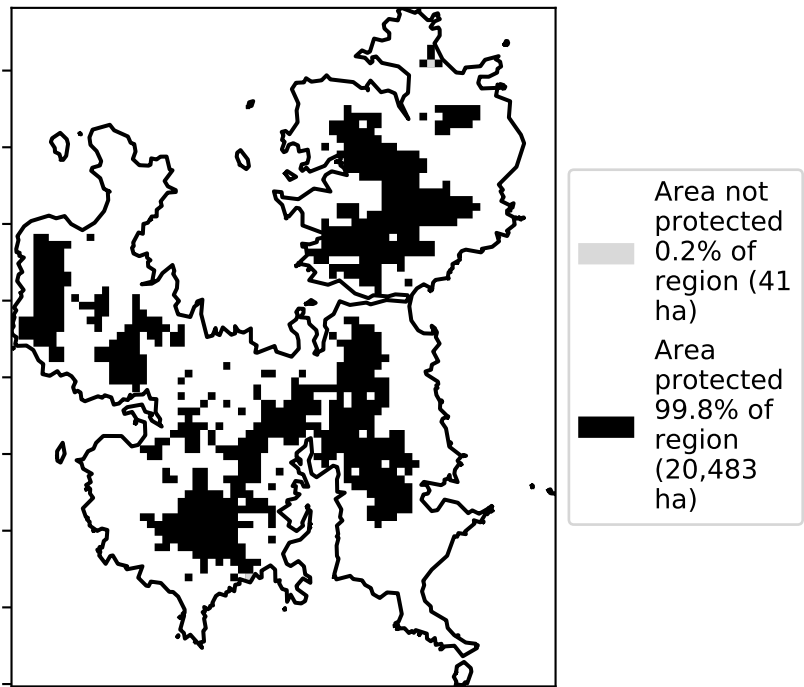 Area not
protected
0.2% of
region (41
ha)
Area
protected
99.8% of
region
(20,483
ha)